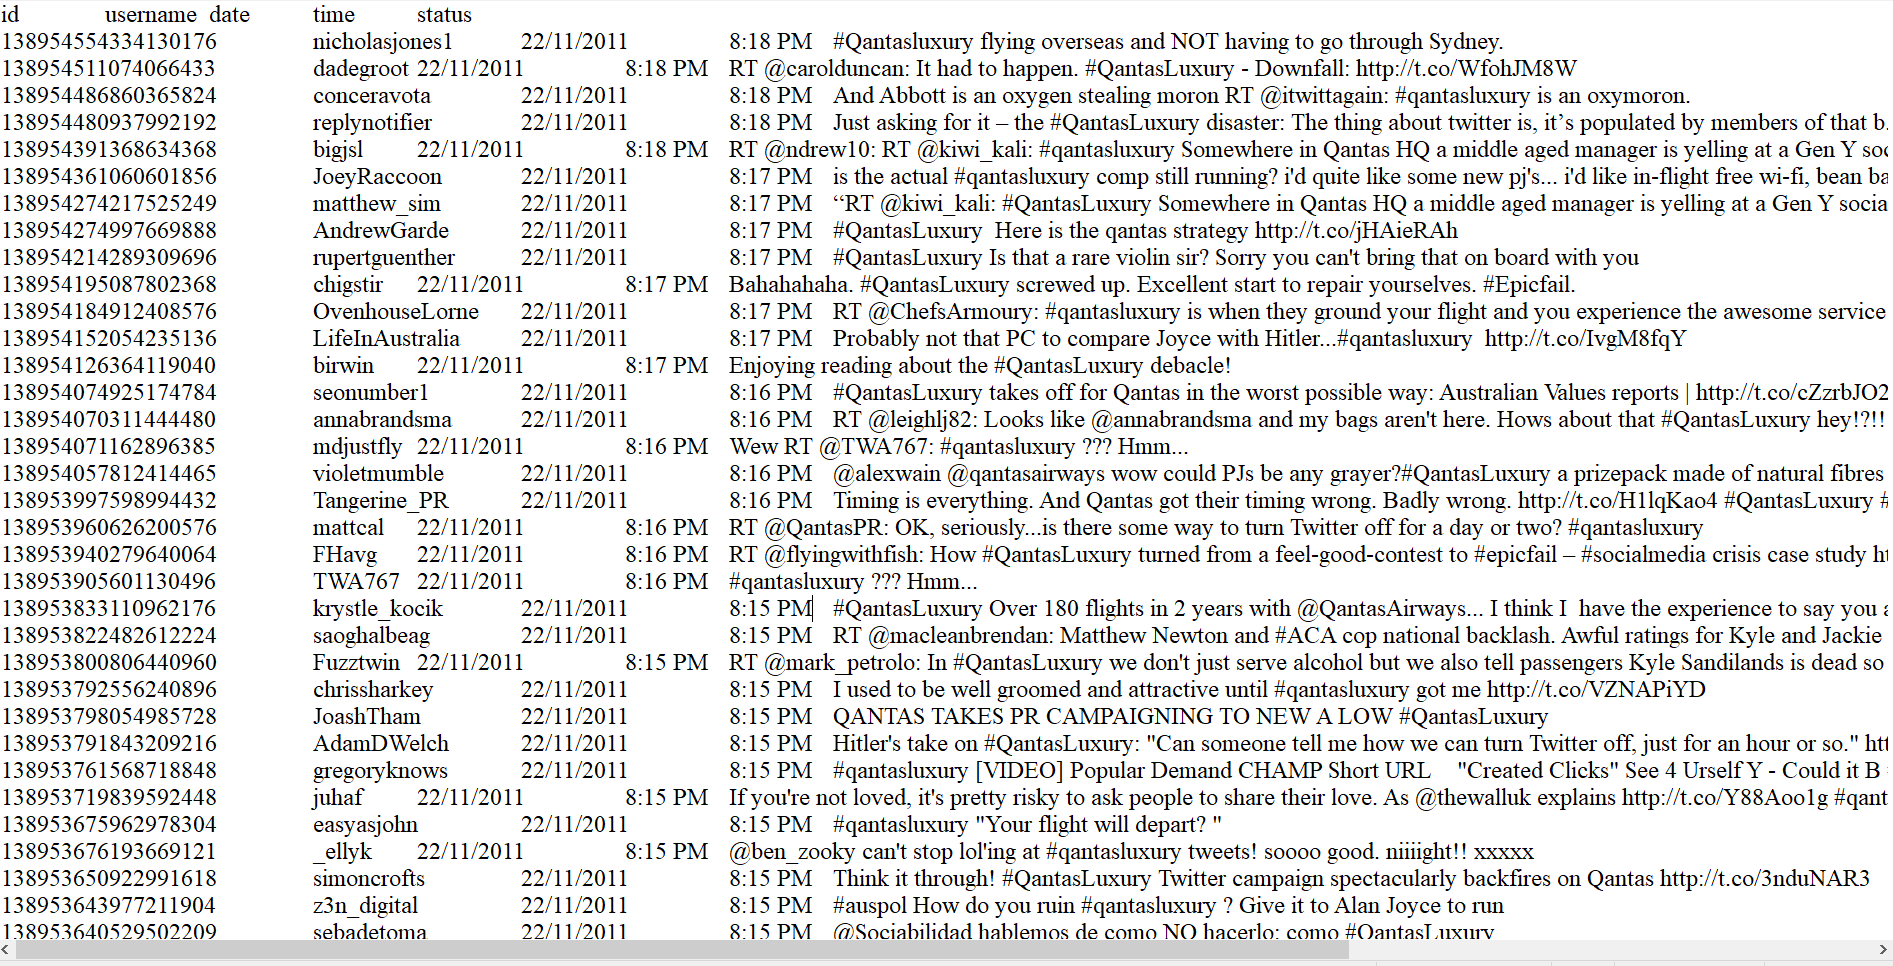 id username date time status
138954554334130176 nicholasjones1 22/11/2011 8:18 PM #Qantasluxury flying overseas and NOT having to go through Sydney.
138954511074066433 dadegroot 22/11/2011 8:18 PM RT @carolduncan: It had to happen. #QantasLuxury - Downfall: http://t.co/WfohJM8W
138954486860365824 conceravota 22/11/2011 8:18 PM And Abbott is an oxygen stealing moron RT @itwittagain: #qantasluxury is an oxymoron.
138954480937992192 replynotifier 22/11/2011 8:18 PM Just asking for it – the #QantasLuxury disaster: The thing about twitter is, it’s populated by members of that b.
138954391368634368 bigjsl 22/11/2011 8:18 PM RT @ndrew10: RT @kiwi_kali: #qantasluxury Somewhere in Qantas HQ a middle aged manager is yelling at a Gen Y soc
138954361060601856 JoeyRaccoon 22/11/2011 8:17 PM is the actual #qantasluxury comp still running? i'd quite like some new pj's... i'd like in-flight free wi-fi, bean ba
138954274217525249 matthew_sim 22/11/2011 8:17 PM “RT @kiwi_kali: #QantasLuxury Somewhere in Qantas HQ a middle aged manager is yelling at a Gen Y socia
138954274997669888 AndrewGarde 22/11/2011 8:17 PM #QantasLuxury Here is the qantas strategy http://t.co/jHAieRAh
138954214289309696 rupertguenther 22/11/2011 8:17 PM #QantasLuxury Is that a rare violin sir? Sorry you can't bring that on board with you
138954195087802368 chigstir 22/11/2011 8:17 PM Bahahahaha. #QantasLuxury screwed up. Excellent start to repair yourselves. #Epicfail.
138954184912408576 OvenhouseLorne 22/11/2011 8:17 PM RT @ChefsArmoury: #qantasluxury is when they ground your flight and you experience the awesome service
138954152054235136 LifeInAustralia 22/11/2011 8:17 PM Probably not that PC to compare Joyce with Hitler...#qantasluxury http://t.co/IvgM8fqY
138954126364119040 birwin 22/11/2011 8:17 PM Enjoying reading about the #QantasLuxury debacle!
138954074925174784 seonumber1 22/11/2011 8:16 PM #QantasLuxury takes off for Qantas in the worst possible way: Australian Values reports | http://t.co/cZzrbJO2
138954070311444480 annabrandsma 22/11/2011 8:16 PM RT @leighlj82: Looks like @annabrandsma and my bags aren't here. Hows about that #QantasLuxury hey!?!!
138954071162896385 mdjustfly 22/11/2011 8:16 PM Wew RT @TWA767: #qantasluxury ??? Hmm...
138954057812414465 violetmumble 22/11/2011 8:16 PM @alexwain @qantasairways wow could PJs be any grayer?#QantasLuxury a prizepack made of natural fibres
138953997598994432 Tangerine_PR 22/11/2011 8:16 PM Timing is everything. And Qantas got their timing wrong. Badly wrong. http://t.co/H1lqKao4 #QantasLuxury #
138953960626200576 mattcal 22/11/2011 8:16 PM RT @QantasPR: OK, seriously...is there some way to turn Twitter off for a day or two? #qantasluxury
138953940279640064 FHavg 22/11/2011 8:16 PM RT @flyingwithfish: How #QantasLuxury turned from a feel-good-contest to #epicfail – #socialmedia crisis case study ht
138953905601130496 TWA767 22/11/2011 8:16 PM #qantasluxury ??? Hmm...
138953833110962176 krystle_kocik 22/11/2011 8:15 PM #QantasLuxury Over 180 flights in 2 years with @QantasAirways... I think I have the experience to say you a
138953822482612224 saoghalbeag 22/11/2011 8:15 PM RT @macleanbrendan: Matthew Newton and #ACA cop national backlash. Awful ratings for Kyle and Jackie
138953800806440960 Fuzztwin 22/11/2011 8:15 PM RT @mark_petrolo: In #QantasLuxury we don't just serve alcohol but we also tell passengers Kyle Sandilands is dead so
138953792556240896 chrissharkey 22/11/2011 8:15 PM I used to be well groomed and attractive until #qantasluxury got me http://t.co/VZNAPiYD
138953798054985728 JoashTham 22/11/2011 8:15 PM QANTAS TAKES PR CAMPAIGNING TO NEW A LOW #QantasLuxury
138953791843209216 AdamDWelch 22/11/2011 8:15 PM Hitler's take on #QantasLuxury: "Can someone tell me how we can turn Twitter off, just for an hour or so." htt
138953761568718848 gregoryknows 22/11/2011 8:15 PM #qantasluxury [VIDEO] Popular Demand CHAMP Short URL "Created Clicks" See 4 Urself Y - Could it B
138953719839592448 juhaf 22/11/2011 8:15 PM If you're not loved, it's pretty risky to ask people to share their love. As @thewalluk explains http://t.co/Y88Aoo1g #qant
138953675962978304 easyasjohn 22/11/2011 8:15 PM #qantasluxury "Your flight will depart? "
138953676193669121 _ellyk 22/11/2011 8:15 PM @ben_zooky can't stop lol'ing at #qantasluxury tweets! soooo good. niiiight!! xxxxx
138953650922991618 simoncrofts 22/11/2011 8:15 PM Think it through! #QantasLuxury Twitter campaign spectacularly backfires on Qantas http://t.co/3nduNAR3
138953643977211904 z3n_digital 22/11/2011 8:15 PM #auspol How do you ruin #qantasluxury ? Give it to Alan Joyce to run
138953640529502209 sebadetoma 22/11/2011 8:15 PM @Sociabilidad hablemos de como NO hacerlo: como #QantasLuxury